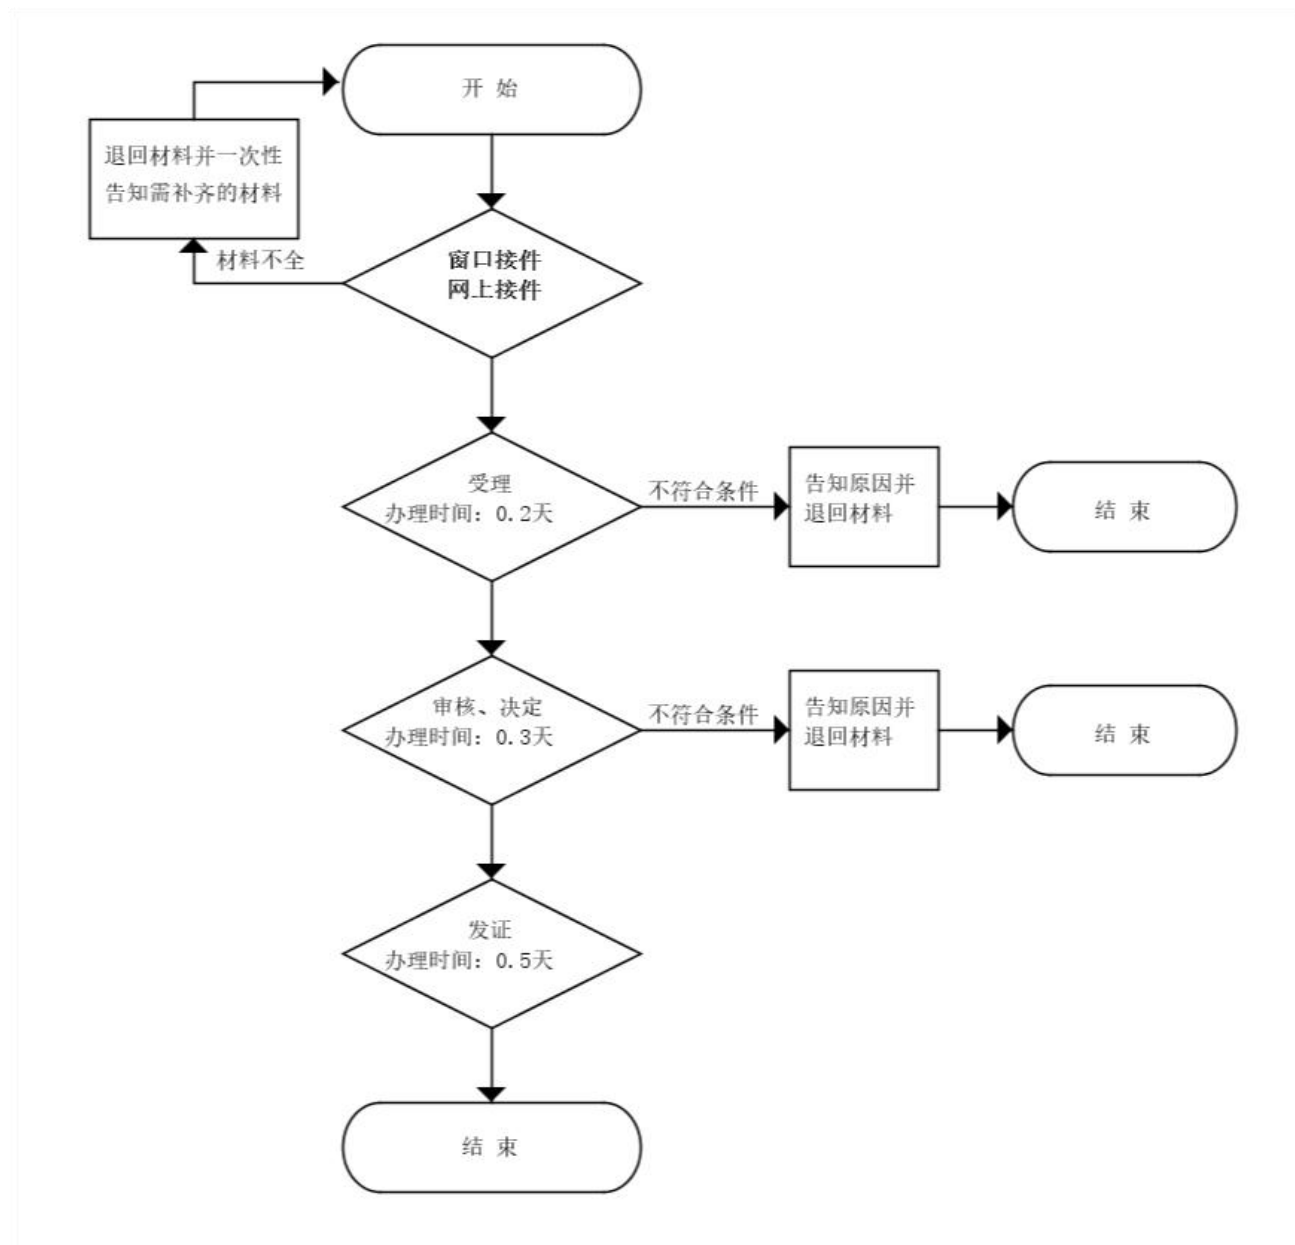 开 始
退回材料并一次性
告知需补齐的材料
材料不全
窗口接件
网上接件
受理
办理时间：0.2天
不符合条件
告知原因并
退回材料
结 束
审核、决定
办理时间：0.3天
不符合条件
告知原因并
退回材料
结 束
发证
办理时间：0.5天
结 束